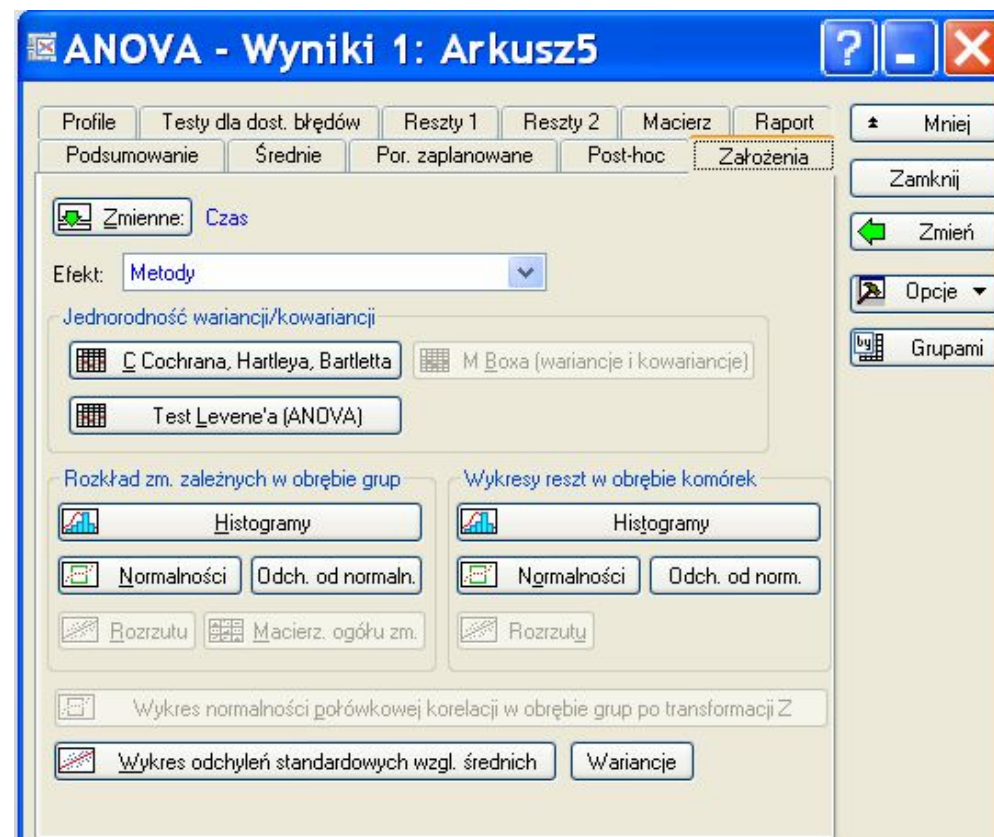 ANOVA - Wyniki 1: Arkusz5
Profile Testy dla dost. błędów Reszty 1 Reszty 2 Macierz Raport
Podsumowanie Średnie Por. zaplanowane Post-hoc Założenia
Mniej
Zamknij
Zmień
Opcje
Grupami
Zmienne: Czas
Efekt: Metody
Jednorodność wariancji/kowariancji
C Cochrana, Hartleya, Bartletta M Boxa (wariancje i kowariancje)
Test Levene'a (ANOVA)
Rozkład zm. zależnych w obrębie grup
Histogramy
Normalności Odch. od normaln.
Rozrzutu Macierz. ogółu zm.
Wykresy reszt w obrębie komórek
Histogramy
Normalności Odch. od norm.
Rozrzuty
Wykres normalności połówkowej korelacji w obrębie grup po transformacji Z
Wykres odchyleń standardowych wzgl. średnich Wariancje